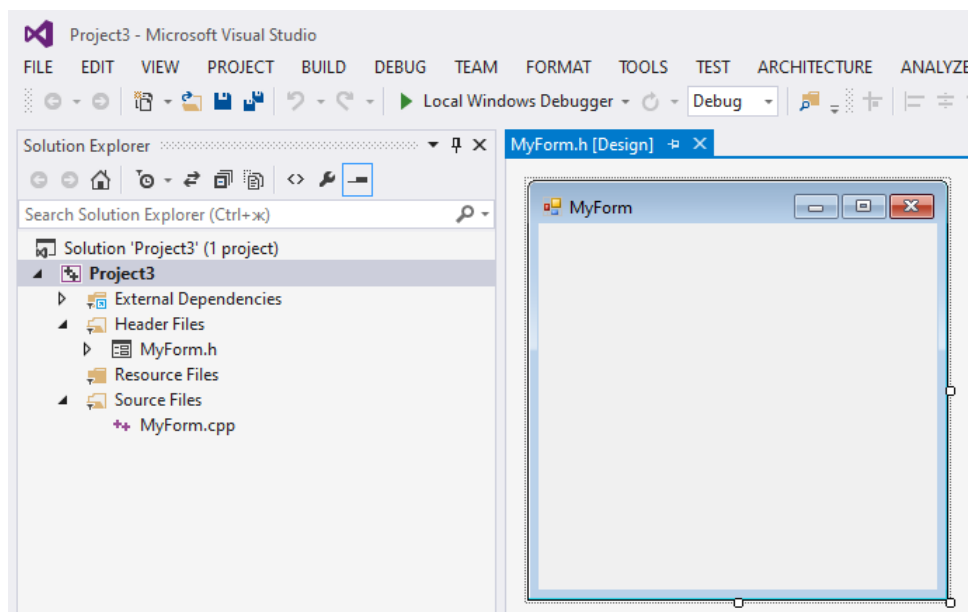 Project3 - Microsoft Visual Studio
FILE EDIT VIEW PROJECT BUILD DEBUG TEAM FORMAT TOOLS TEST ARCHITECTURE ANALYZE
Local Windows Debugger Debug
Solution Explorer
Search Solution Explorer (Ctrl+ж)
Solution 'Project3' (1 project)
Project3
External Dependencies
Header Files
MyForm.h
Resource Files
Source Files
MyForm.cpp
MyForm.h [Design]
MyForm